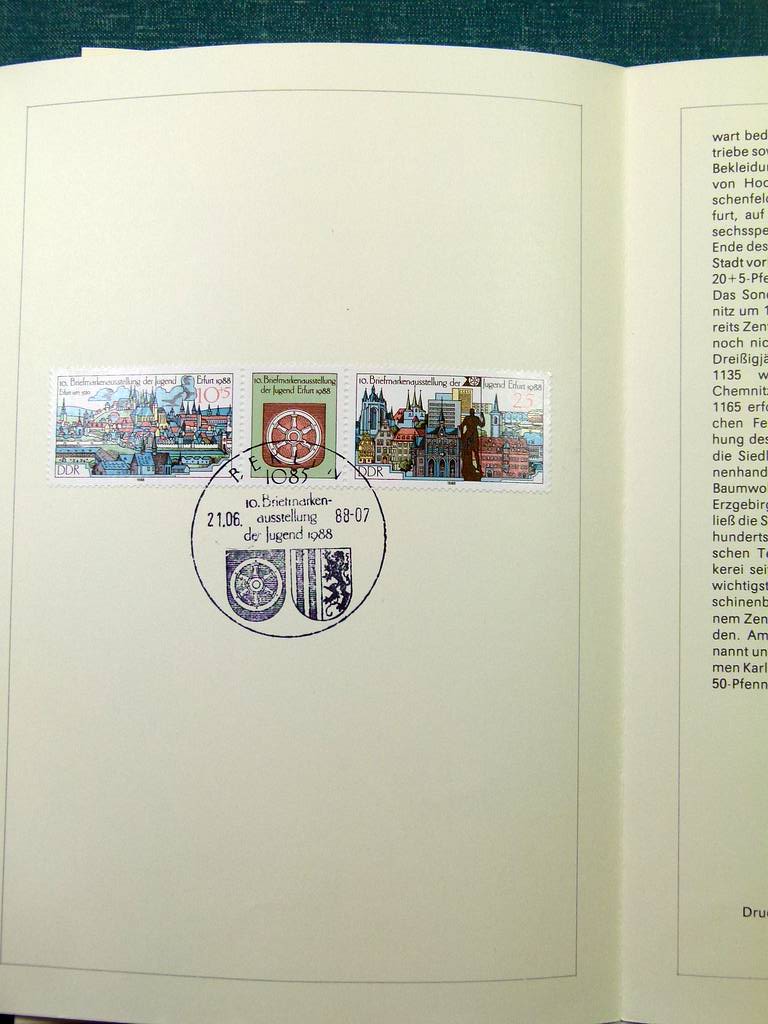 10. Briefmarkenausstellung der Jugend Erfurt 1988
Erfurt um 1520
10+5
DDR
1988
10. Briefmarkenausstellung
der Jugend Erfurt 1988
10. Briefmarkenausstellung der Jugend Erfurt 1988
25
DDR
1988
1085
10. Briefmarken-
21.06. ausstellung 88-07
der Jugend 1988
wart bed
triebe sov
Bekleidu
von Hoc
schenfeld
furt, auf
sechsspe
Ende des
Stadt vor
20+5-Pfe
Das Sond
nitz um 1
reits Zen
noch nic
Dreißigjä
1135 w
Chemnitz
1165 erfo
chen Fe
hung des
die Siedl
nenhand
Baumwo
Erzgebirg
ließ die S
hunderts
schen Te
kerei sei
wichtigst
schinenb
nem Zen
den. Am
nannt un
men Karl
50-Pfenn
Druc